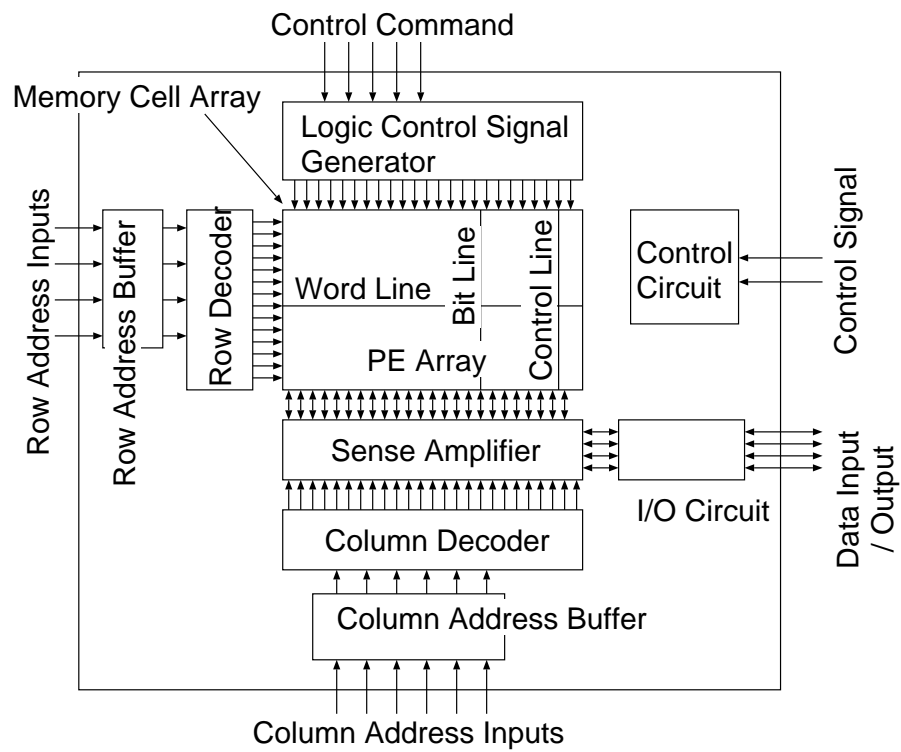 Control Command
Memory Cell Array
Logic Control Signal
Generator
Row Address Inputs
Row Address Buffer
Row Decoder
Word Line
Bit Line
Control Line
PE Array
Control
Circuit
Control Signal
Sense Amplifier
I/O Circuit
Data Input
/ Output
Column Decoder
Column Address Buffer
Column Address Inputs